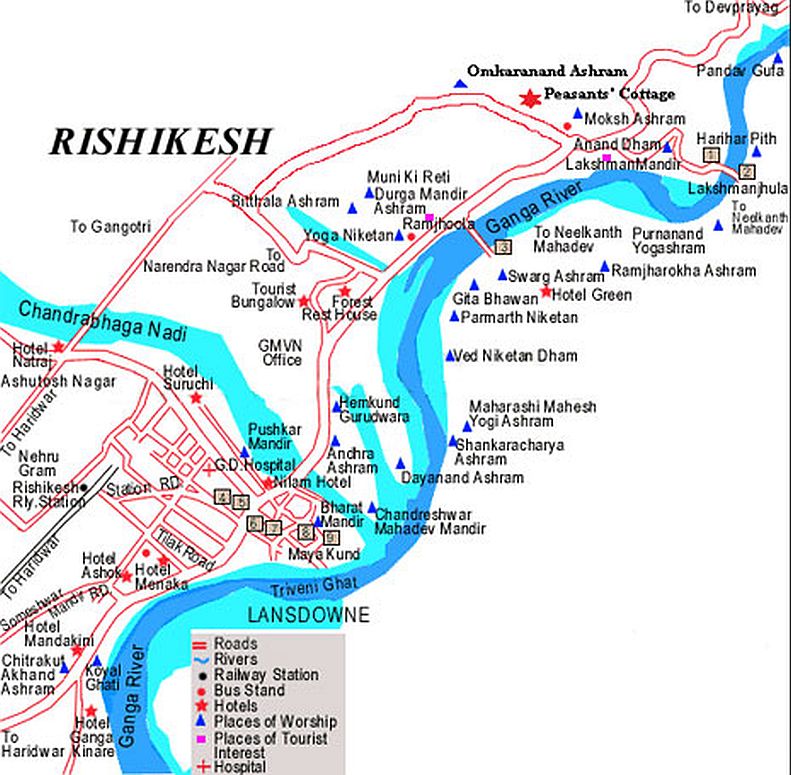 To Devprayag
Omkaranand Ashram
Pandav Gufa
Peasants' Cottage
Moksh Ashram
RISHIKESH
Anand Dham
Harihar Pith
1
LakshmanMandir
2
Muni Ki Reti
Lakshmanjhula
Durga Mandir
Bitthala Ashram
Ashram
Ganga River
To
Neelkanth
Mahadev
To Gangotri
Ramjhoola
Yoga Niketan
To Neelkanth
Mahadev
Purnanand
Yogashram
3
To
Narendra Nagar Road
Swarg Ashram
Ramjharokha Ashram
Tourist
Bungalow
Forest
Rest House
Gita Bhawan
Hotel Green
Chandrabhaga Nadi
Parmarth Niketan
Hotel
Natraj
GMVN
Office
Ved Niketan Dham
Ashutosh Nagar
Hotel
Suruchi
To Haridwar
Hemkund
Gurudwara
Maharashi Mahesh
Yogi Ashram
Pushkar
Mandir
Shankaracharya
Ashram
Nehru
Gram
Andhra
Ashram
G.D.Hospital
Dayanand Ashram
Rishikesh
Rly.Station
Station RD
Nilam Hotel
4
5
Bharat
Mandir
Chandreshwar
Mahadev Mandir
6
7
8
9
Maya Kund
Tilak Road
To Haridwar
Hotel
Ashok
Hotel
Menaka
Triveni Ghat
Someshwar
Mandir RD
LANSDOWNE
Hotel
Mandakini
Chitrakut
Akhand
Ashram
Koyal
Ghati
Ganga River
Hotel
Ganga
Kinare
To
Haridwar
Roads
Rivers
Railway Station
Bus Stand
Hotels
Places of Worship
Places of Tourist
Interest
Hospital